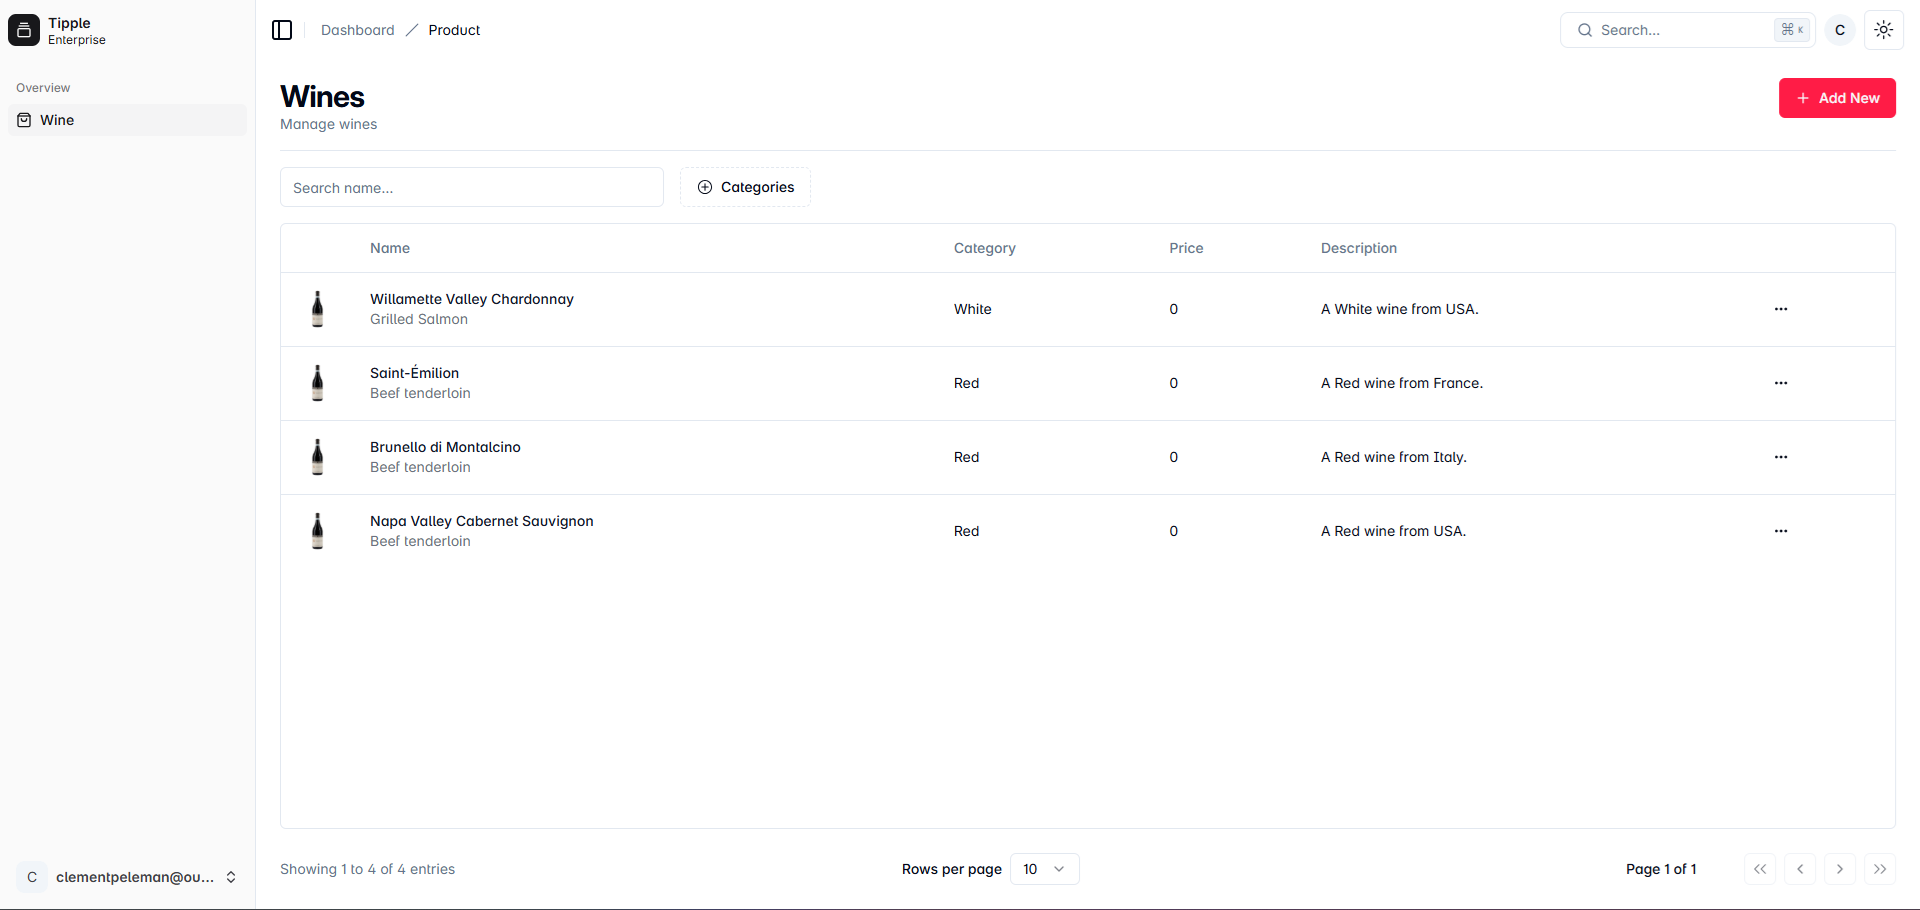 Tipple
Enterprise
Overview
Wine
clementpeleman@ou...
C
Dashboard / Product
Search... ⌘ K
C
Wines
Manage wines
+ Add New
Search name...
Categories
Name Category Price Description
Willamette Valley Chardonnay
Grilled Salmon
White 0 A White wine from USA.
Saint-Émilion
Beef tenderloin
Red 0 A Red wine from France.
Brunello di Montalcino
Beef tenderloin
Red 0 A Red wine from Italy.
Napa Valley Cabernet Sauvignon
Beef tenderloin
Red 0 A Red wine from USA.
Showing 1 to 4 of 4 entries
Rows per page 10
Page 1 of 1